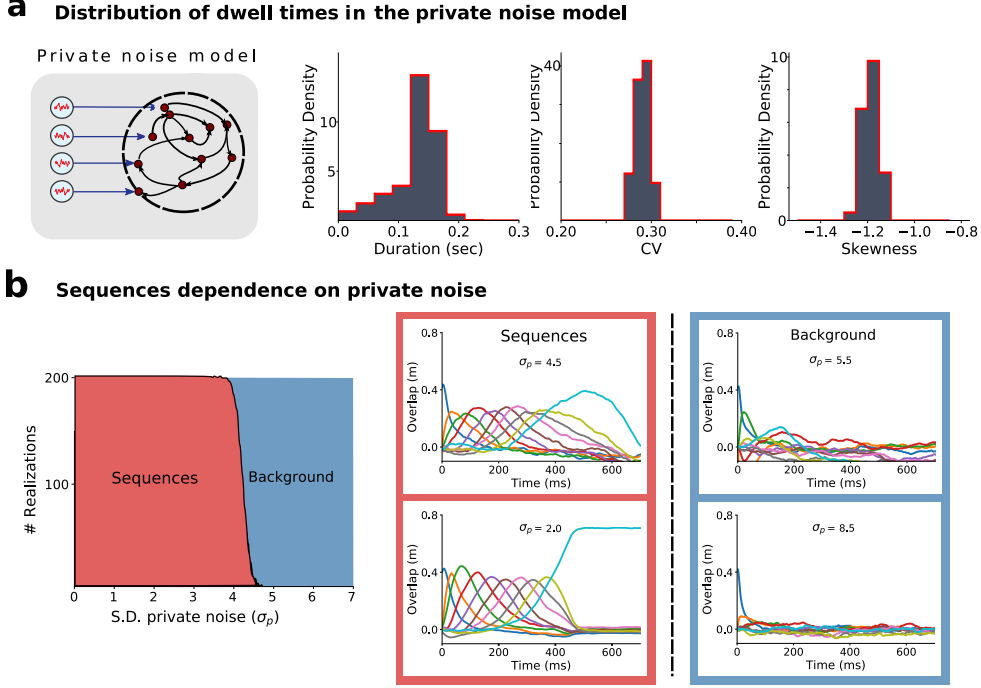 a Distribution of dwell times in the private noise model
Private noise model
Probability Density
10
5
0.0 0.1 0.2 0.3
Duration (sec)
Probability Density
40
0.20 0.30 0.40
CV
Probability Density
10
5
0
−1.4 −1.2 −1.0 −0.8
Skewness
b Sequences dependence on private noise
# Realizations
200
100
Sequences
Background
0 1 2 3 4 5 6 7
S.D. private noise (σp)
Sequences
σp = 4.5
Overlap (m)
0.8
0.4
0.0
0 200 400 600
Time (ms)
σp = 2.0
Overlap (m)
0.8
0.4
0.0
0 200 400 600
Time (ms)
Background
σp = 5.5
Overlap (m)
0.8
0.4
0.0
0 200 400 600
Time (ms)
σp = 8.5
Overlap (m)
0.8
0.4
0.0
0 200 400 600
Time (ms)